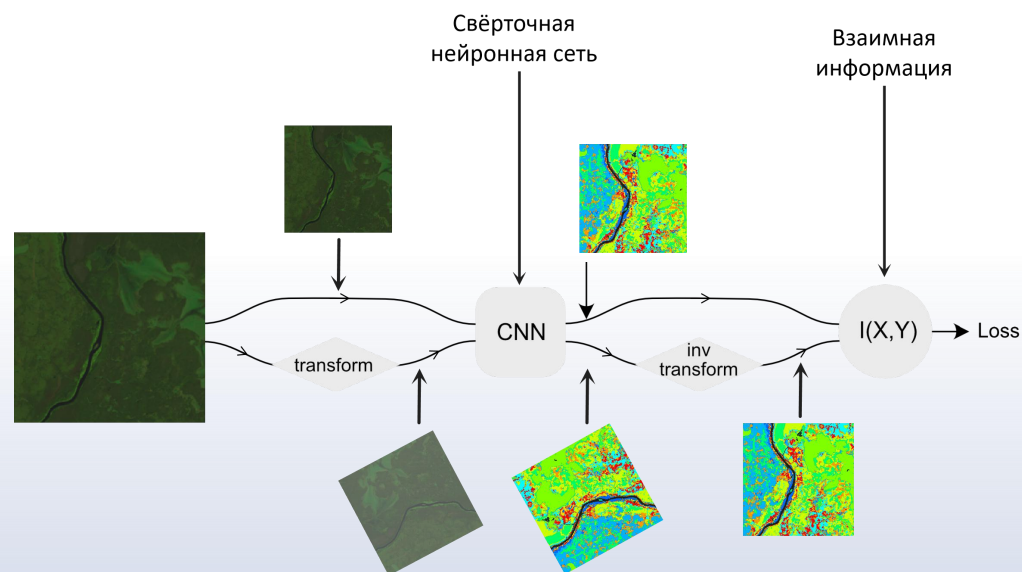 Свёрточная
нейронная сеть
Взаимная
информация
CNN
I(X,Y)
Loss
transform
inv
transform